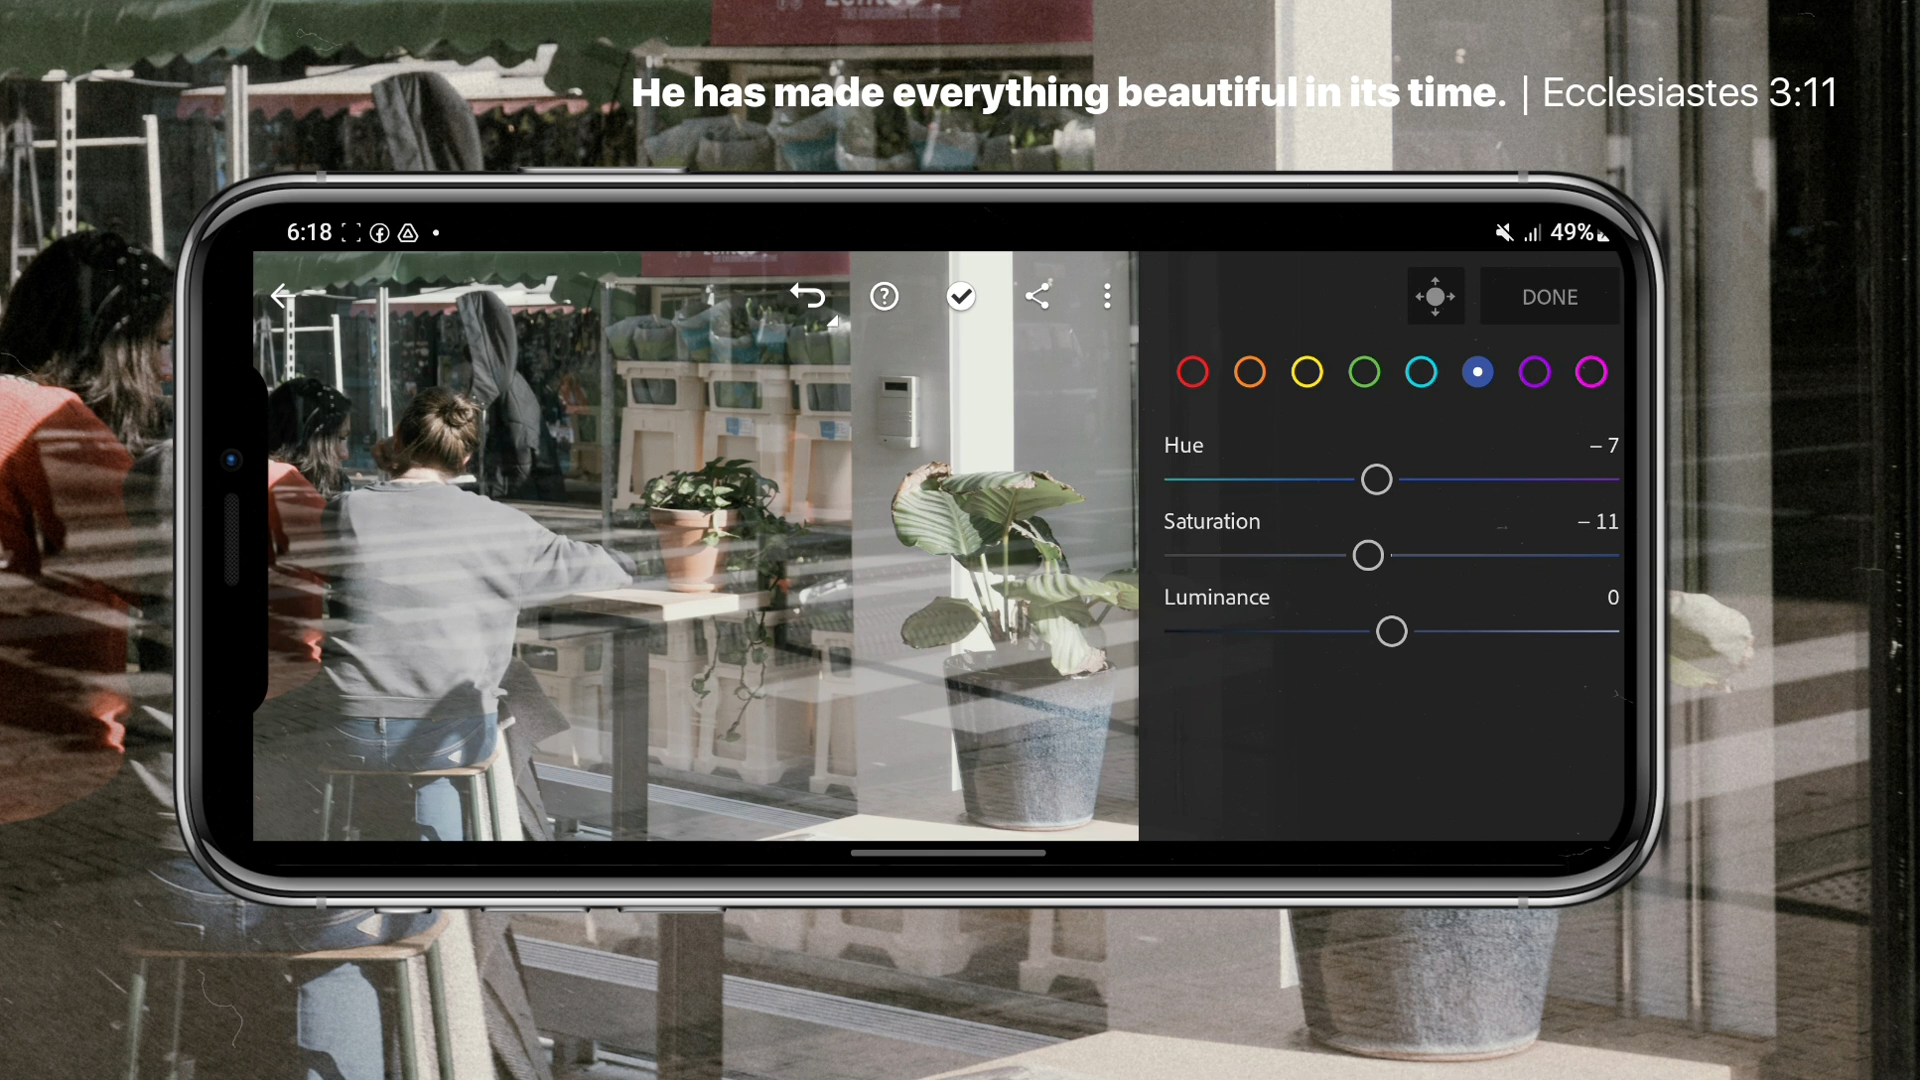 He has made everything beautiful in its time. | Ecclesiastes 3:11
6:18
49%
DONE
Hue – 7
Saturation – 11
Luminance 0